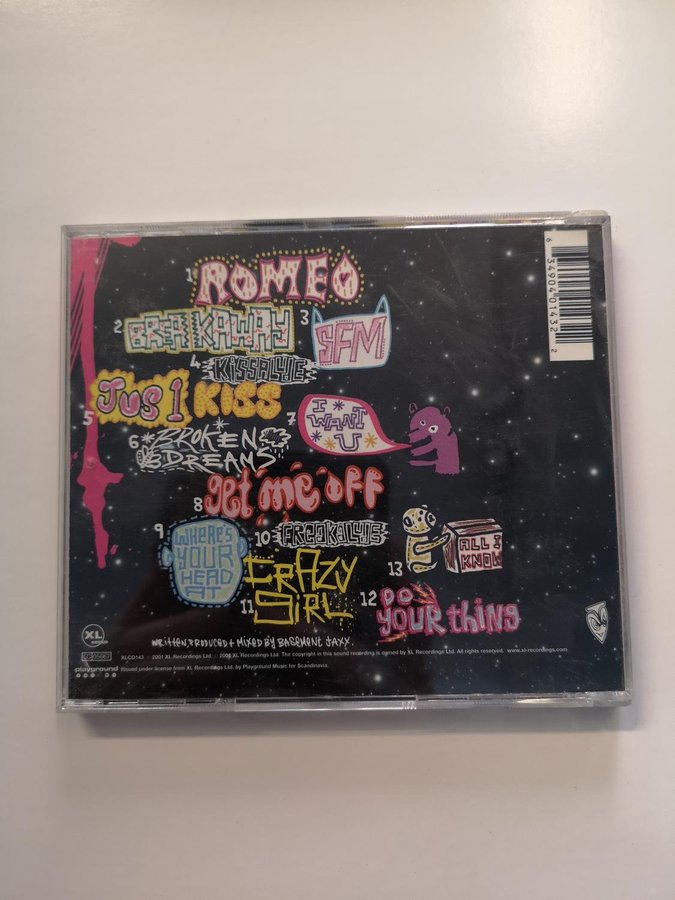 1 ROMEO
2 BREAKAWAY
3 SFM
4 KISSALUDE
5 JUS 1 KISS
6 BROKEN DREAMS
7 I WANT U
8 get me off
9 WHERE'S YOUR HEAD AT
10 FREAKALUDE
11 CRAZY GIRL
12 DO YOUR thing
13 ALL I KNOW
WRITTEN, PRODUCED + MIXED BY BASEMENT JAXX
XL
playground
XLCD143. ℗ 2001 XL Recordings Ltd. © 2001 XL Recordings Ltd. The copyright in this sound recording is owned by XL Recordings Ltd. All rights reserved. www.xl-recordings.com
Issued under license from XL Recordings Ltd. by Playground Music for Scandinavia.
6 34904 01432 2